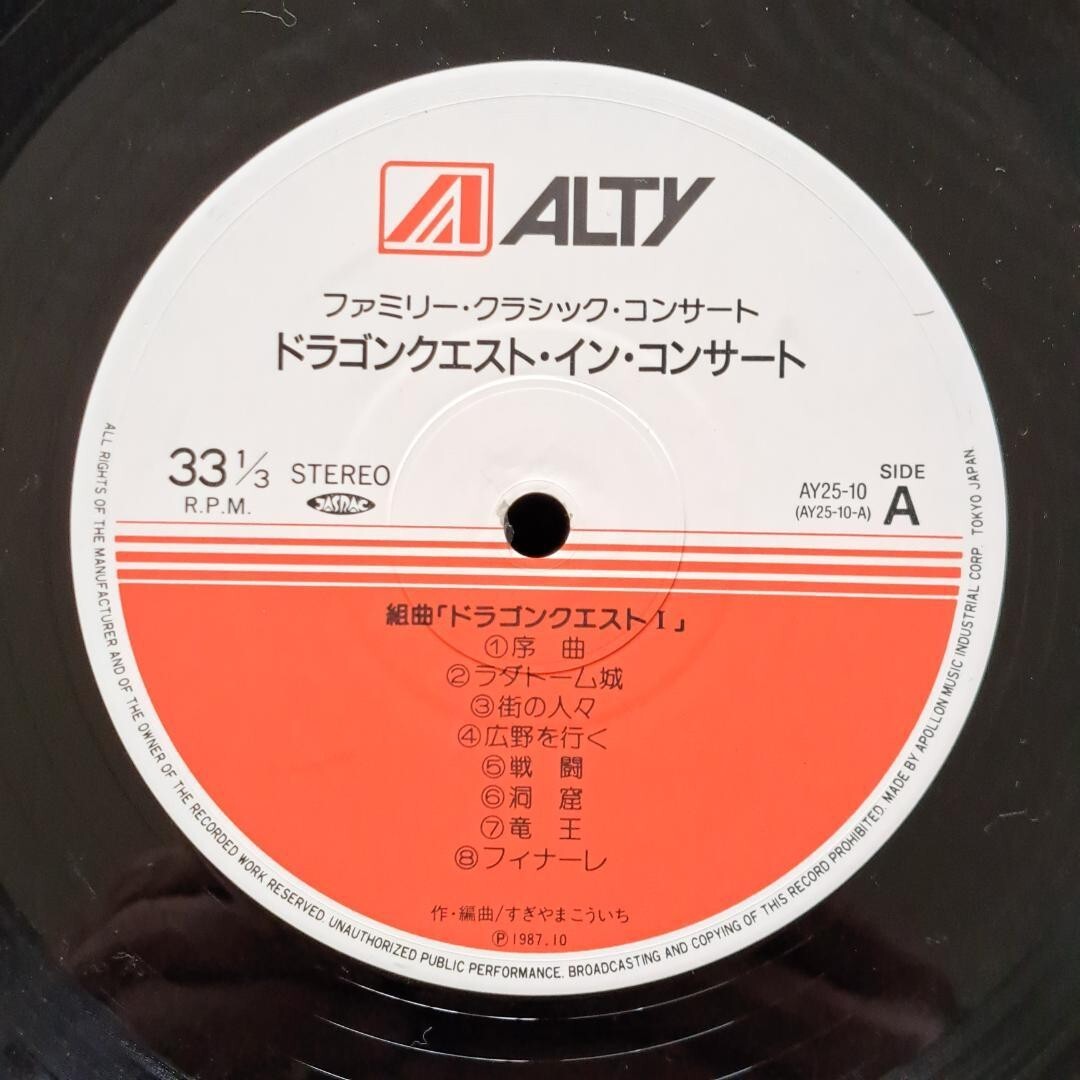 ALTY
ファミリー・クラシック・コンサート
ドラゴンクエスト・イン・コンサート
33 1/3 STEREO
R.P.M. JASRAC
SIDE
AY25-10
(AY25-10-A) A
組曲「ドラゴンクエストⅠ」
①序 曲
②ラダトーム城
③街の人々
④広野を行く
⑤戦 闘
⑥洞 窟
⑦竜 王
⑧フィナーレ
作・編曲/すぎやまこういち
Ⓟ1987.10
ALL RIGHTS OF THE MANUFACTURER AND OF THE OWNER OF THE RECORDED WORK RESERVED. UNAUTHORIZED PUBLIC PERFORMANCE. BROADCASTING AND COPYING OF THIS RECORD PROHIBITED. MADE BY APOLLON MUSIC INDUSTRIAL CORP. TOKYO JAPAN.